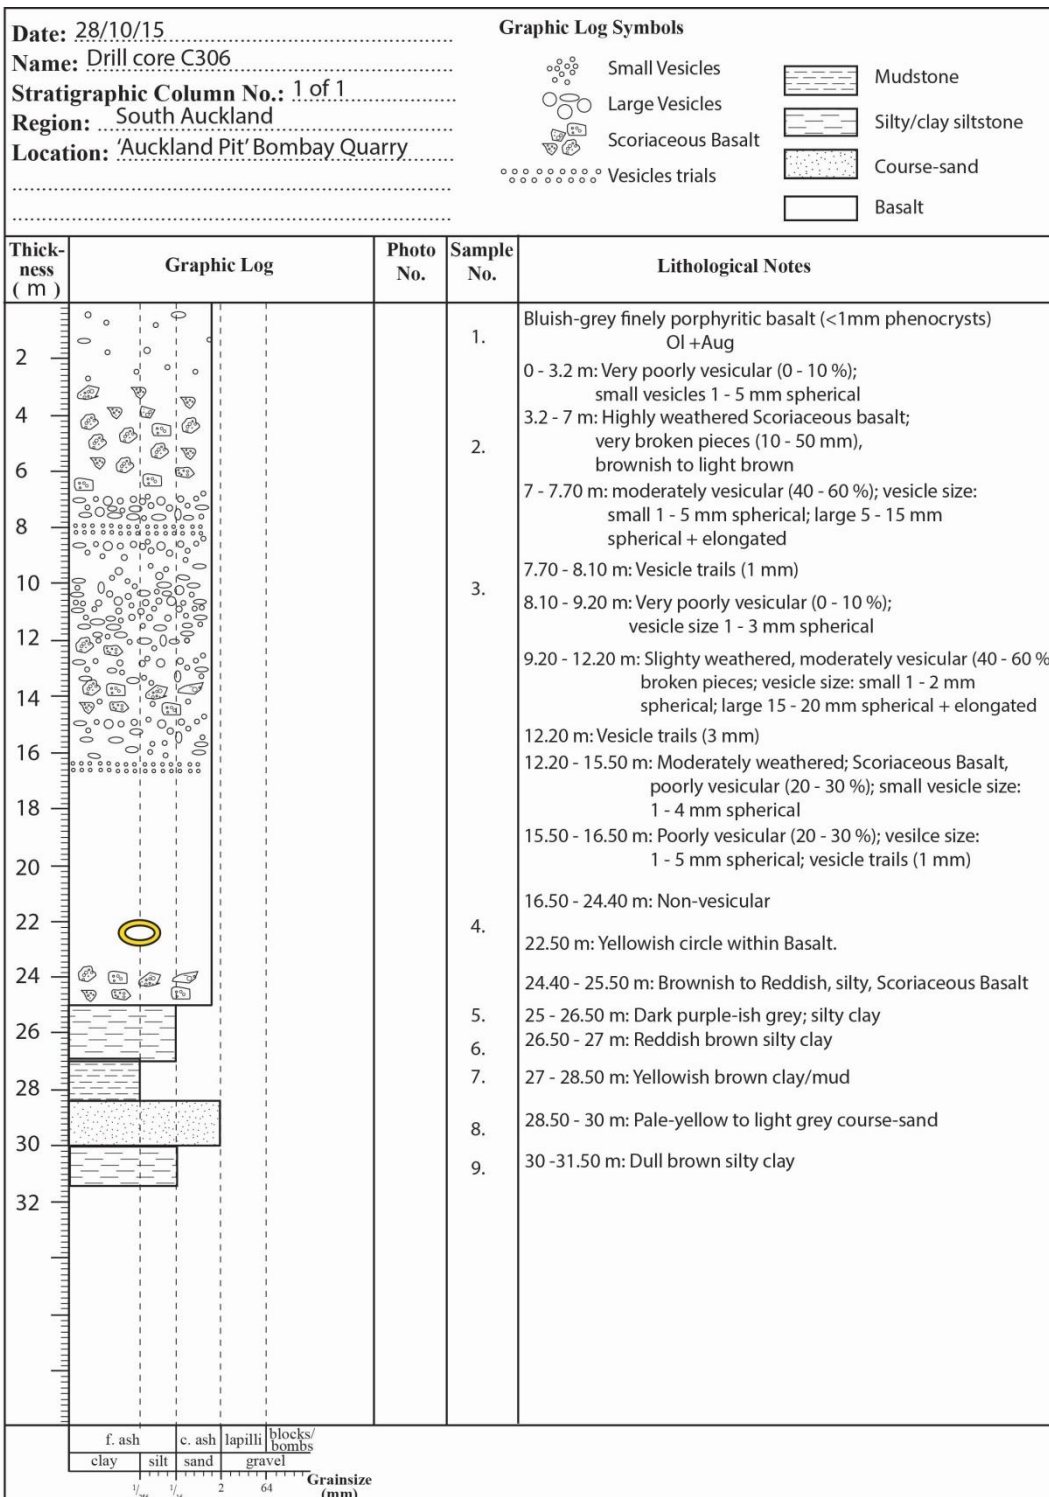 Date: 28/10/15
Name: Drill core C306
Stratigraphic Column No.: 1 of 1
Region: South Auckland
Location: 'Auckland Pit' Bombay Quarry
Graphic Log Symbols
Small Vesicles
Large Vesicles
Scoriaceous Basalt
Vesicles trials
Mudstone
Silty/clay siltstone
Course-sand
Basalt
Thick-
ness
( m )
Graphic Log
Photo
No.
Sample
No.
Lithological Notes
2
4
6
8
10
12
14
16
18
20
22
24
26
28
30
32
1.
2.
3.
4.
5.
6.
7.
8.
9.
Bluish-grey finely porphyritic basalt (<1mm phenocrysts)
Ol +Aug
0 - 3.2 m: Very poorly vesicular (0 - 10 %);
small vesicles 1 - 5 mm spherical
3.2 - 7 m: Highly weathered Scoriaceous basalt;
very broken pieces (10 - 50 mm),
brownish to light brown
7 - 7.70 m: moderately vesicular (40 - 60 %); vesicle size:
small 1 - 5 mm spherical; large 5 - 15 mm
spherical + elongated
7.70 - 8.10 m: Vesicle trails (1 mm)
8.10 - 9.20 m: Very poorly vesicular (0 - 10 %);
vesicle size 1 - 3 mm spherical
9.20 - 12.20 m: Slighty weathered, moderately vesicular (40 - 60 %
broken pieces; vesicle size: small 1 - 2 mm
spherical; large 15 - 20 mm spherical + elongated
12.20 m: Vesicle trails (3 mm)
12.20 - 15.50 m: Moderately weathered; Scoriaceous Basalt,
poorly vesicular (20 - 30 %); small vesicle size:
1 - 4 mm spherical
15.50 - 16.50 m: Poorly vesicular (20 - 30 %); vesilce size:
1 - 5 mm spherical; vesicle trails (1 mm)
16.50 - 24.40 m: Non-vesicular
22.50 m: Yellowish circle within Basalt.
24.40 - 25.50 m: Brownish to Reddish, silty, Scoriaceous Basalt
25 - 26.50 m: Dark purple-ish grey; silty clay
26.50 - 27 m: Reddish brown silty clay
27 - 28.50 m: Yellowish brown clay/mud
28.50 - 30 m: Pale-yellow to light grey course-sand
30 -31.50 m: Dull brown silty clay
f. ash
c. ash
lapilli
blocks/
bombs
clay
silt
sand
gravel
2
64
Grainsize
(mm)